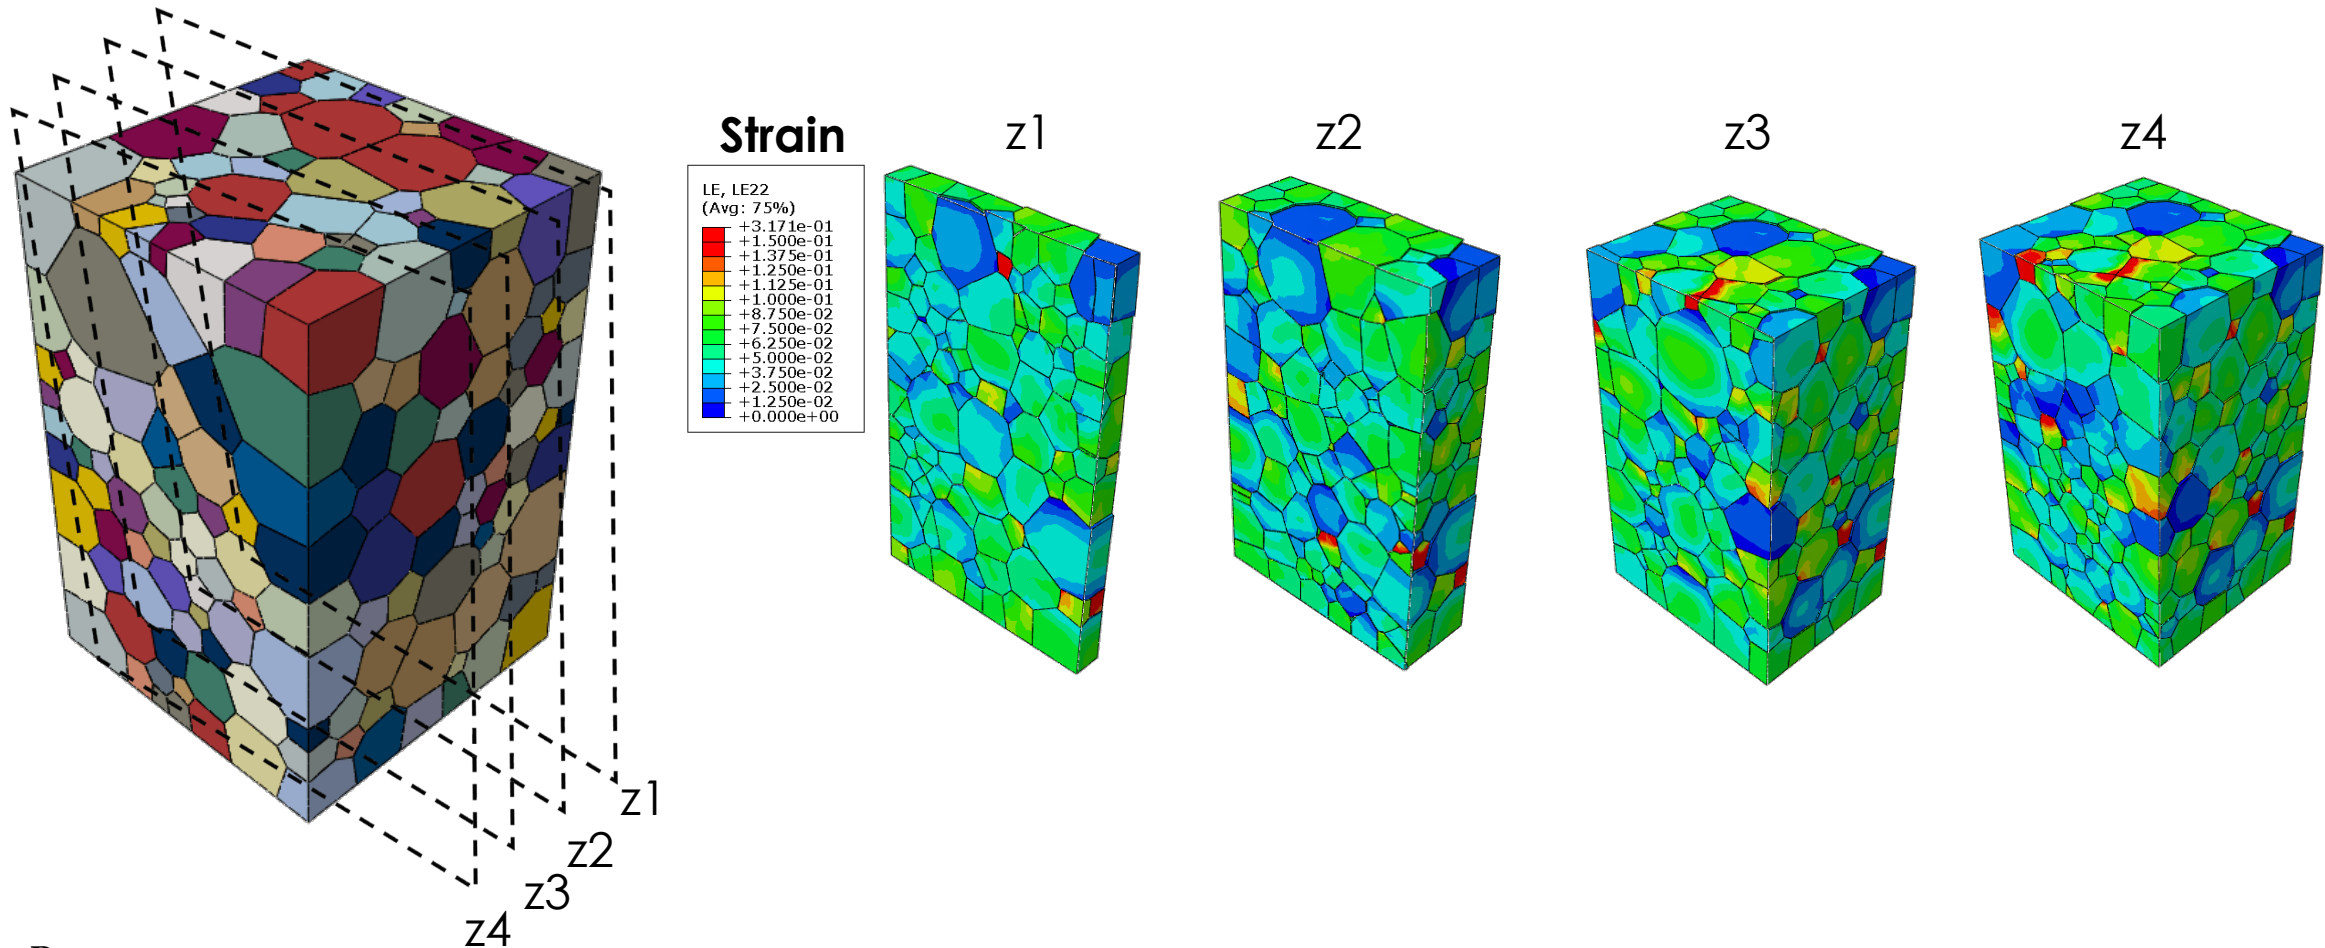 Strain
z1
z2
z3
z4
LE, LE22
(Avg: 75%)
+3.171e-01
+1.500e-01
+1.375e-01
+1.250e-01
+1.125e-01
+1.000e-01
+8.750e-02
+7.500e-02
+6.250e-02
+5.000e-02
+3.750e-02
+2.500e-02
+1.250e-02
+0.000e+00
z1
z2
z3
z4